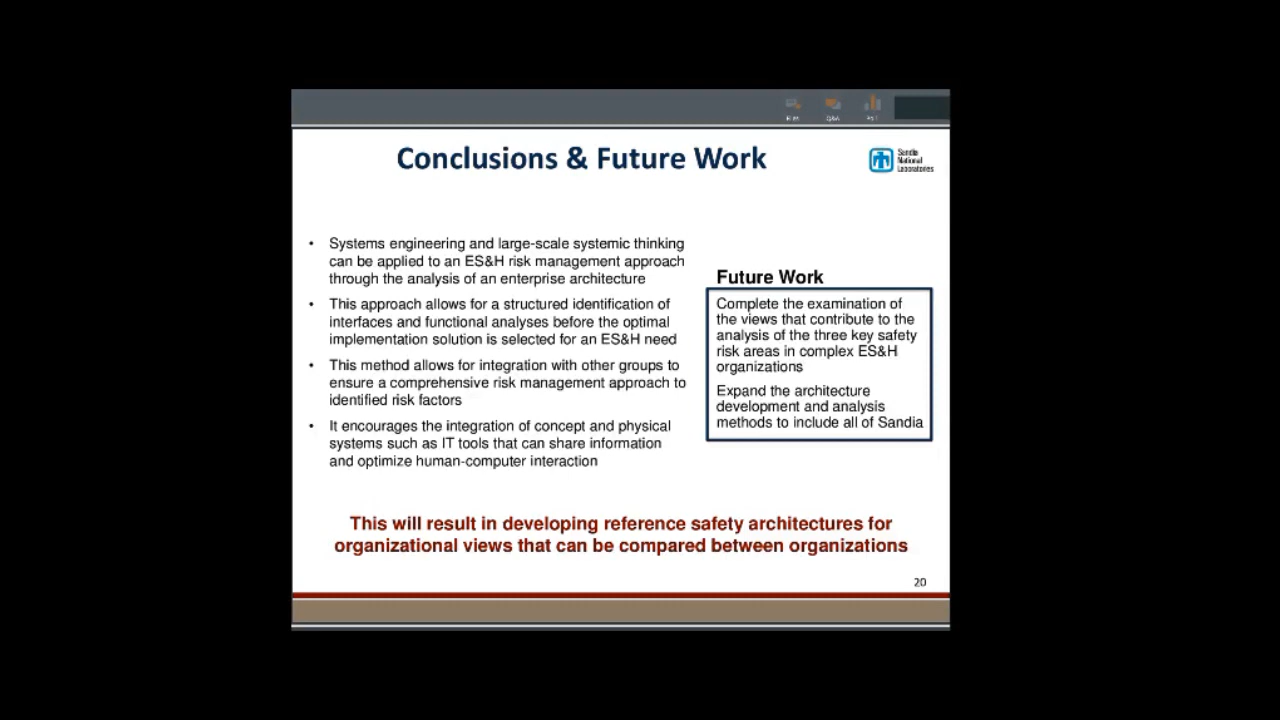 Files
Q&A
Poll
Conclusions & Future Work
Sandia
National
Laboratories
• Systems engineering and large-scale systemic thinking
can be applied to an ES&H risk management approach
through the analysis of an enterprise architecture
• This approach allows for a structured identification of
interfaces and functional analyses before the optimal
implementation solution is selected for an ES&H need
• This method allows for integration with other groups to
ensure a comprehensive risk management approach to
identified risk factors
• It encourages the integration of concept and physical
systems such as IT tools that can share information
and optimize human-computer interaction
Future Work
Complete the examination of
the views that contribute to the
analysis of the three key safety
risk areas in complex ES&H
organizations
Expand the architecture
development and analysis
methods to include all of Sandia
This will result in developing reference safety architectures for
organizational views that can be compared between organizations
20